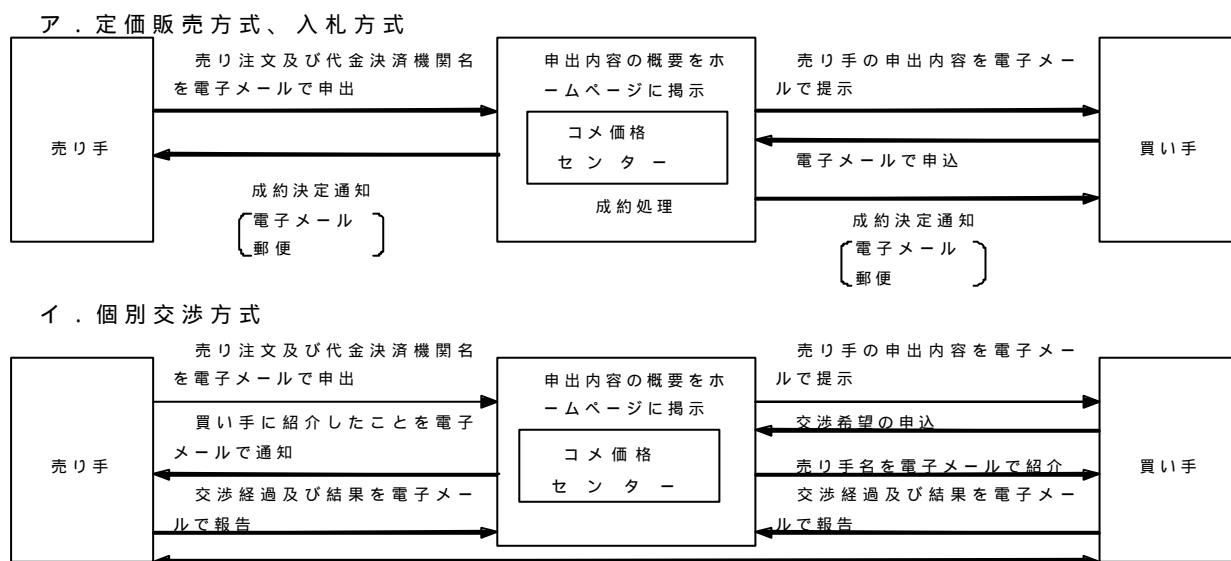 ア．定価販売方式、入札方式
売り注文及び代金決済機関名
を電子メールで申出
申出内容の概要をホ
ームページに掲示
売り手の申出内容を電子メー
ルで提示
売り手
コメ価格
センター
電子メールで申込
買い手
成約決定通知
電子メール
郵便
成約処理
成約決定通知
電子メール
郵便
イ．個別交渉方式
売り注文及び代金決済機関名
を電子メールで申出
申出内容の概要をホ
ームページに掲示
売り手の申出内容を電子メー
ルで提示
買い手に紹介したことを電子
メールで通知
交渉希望の申込
売り手
コメ価格
センター
売り手名を電子メールで紹介
買い手
交渉経過及び結果を電子メー
ルで報告
交渉経過及び結果を電子メー
ルで報告